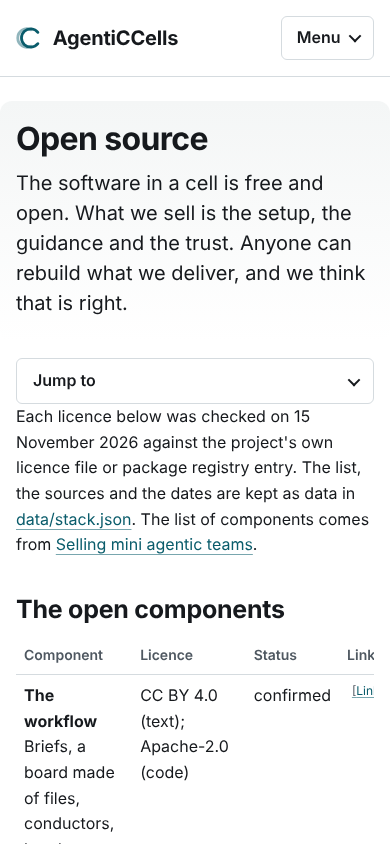 AgentiCCells
Menu
Open source
The software in a cell is free and
open. What we sell is the setup, the
guidance and the trust. Anyone can
rebuild what we deliver, and we think
that is right.
Jump to
Each licence below was checked on 15
November 2026 against the project's own
licence file or package registry entry. The list,
the sources and the dates are kept as data in
data/stack.json. The list of components comes
from Selling mini agentic teams.
The open components
Component Licence Status Link
The CC BY 4.0 confirmed [Lin
workflow (text);
Briefs, a Apache-2.0
board made (code)
of files,
conductors,